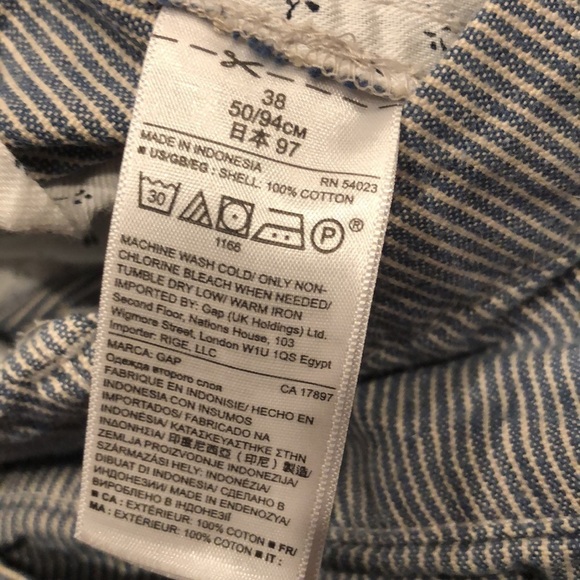 38
50/94см
日本 97
MADE IN INDONESIA RN 54023
■ US/GB/EG : SHELL: 100% COTTON
30 P ®
1166
MACHINE WASH COLD/ ONLY NON-
CHLORINE BLEACH WHEN NEEDED/
TUMBLE DRY LOW/ WARM IRON
IMPORTED BY: Gap (UK Holdings) Ltd.
Second Floor, Nations House, 103
Wigmore Street, London W1U 1QS Egypt
Importer: RIGE, LLC
MARCA: GAP CA 17897
Одежда второго слоя
FABRIQUE EN INDONESIE/ HECHO EN
INDONESIA CON INSUMOS
IMPORTADOS/ FABRICADO NA
INDONÉSIA/ ΚΑΤΑΣΚΕΥΑΣΤΗΚΕ ΣΤΗΝ
ΙΝΔΟΝΗΣΙΑ/ 印度尼西亞 (印尼) 製造/
ZEMLJA PROIZVODNJE INDONEZIJA/
SZÁRMAZÁSI HELY: INDONÉZIA/
DIBUAT DI INDONESIA/ СДЕЛАНО В
ИНДОНЕЗИИ/ MADE IN ENDENOZYA/
ВИРОБЛЕНО В ІНДОНЕЗІЇ
■ CA : EXTÉRIEUR: 100% COTON ■ FR/
MA : EXTÉRIEUR: 100% COTON ■ IT :